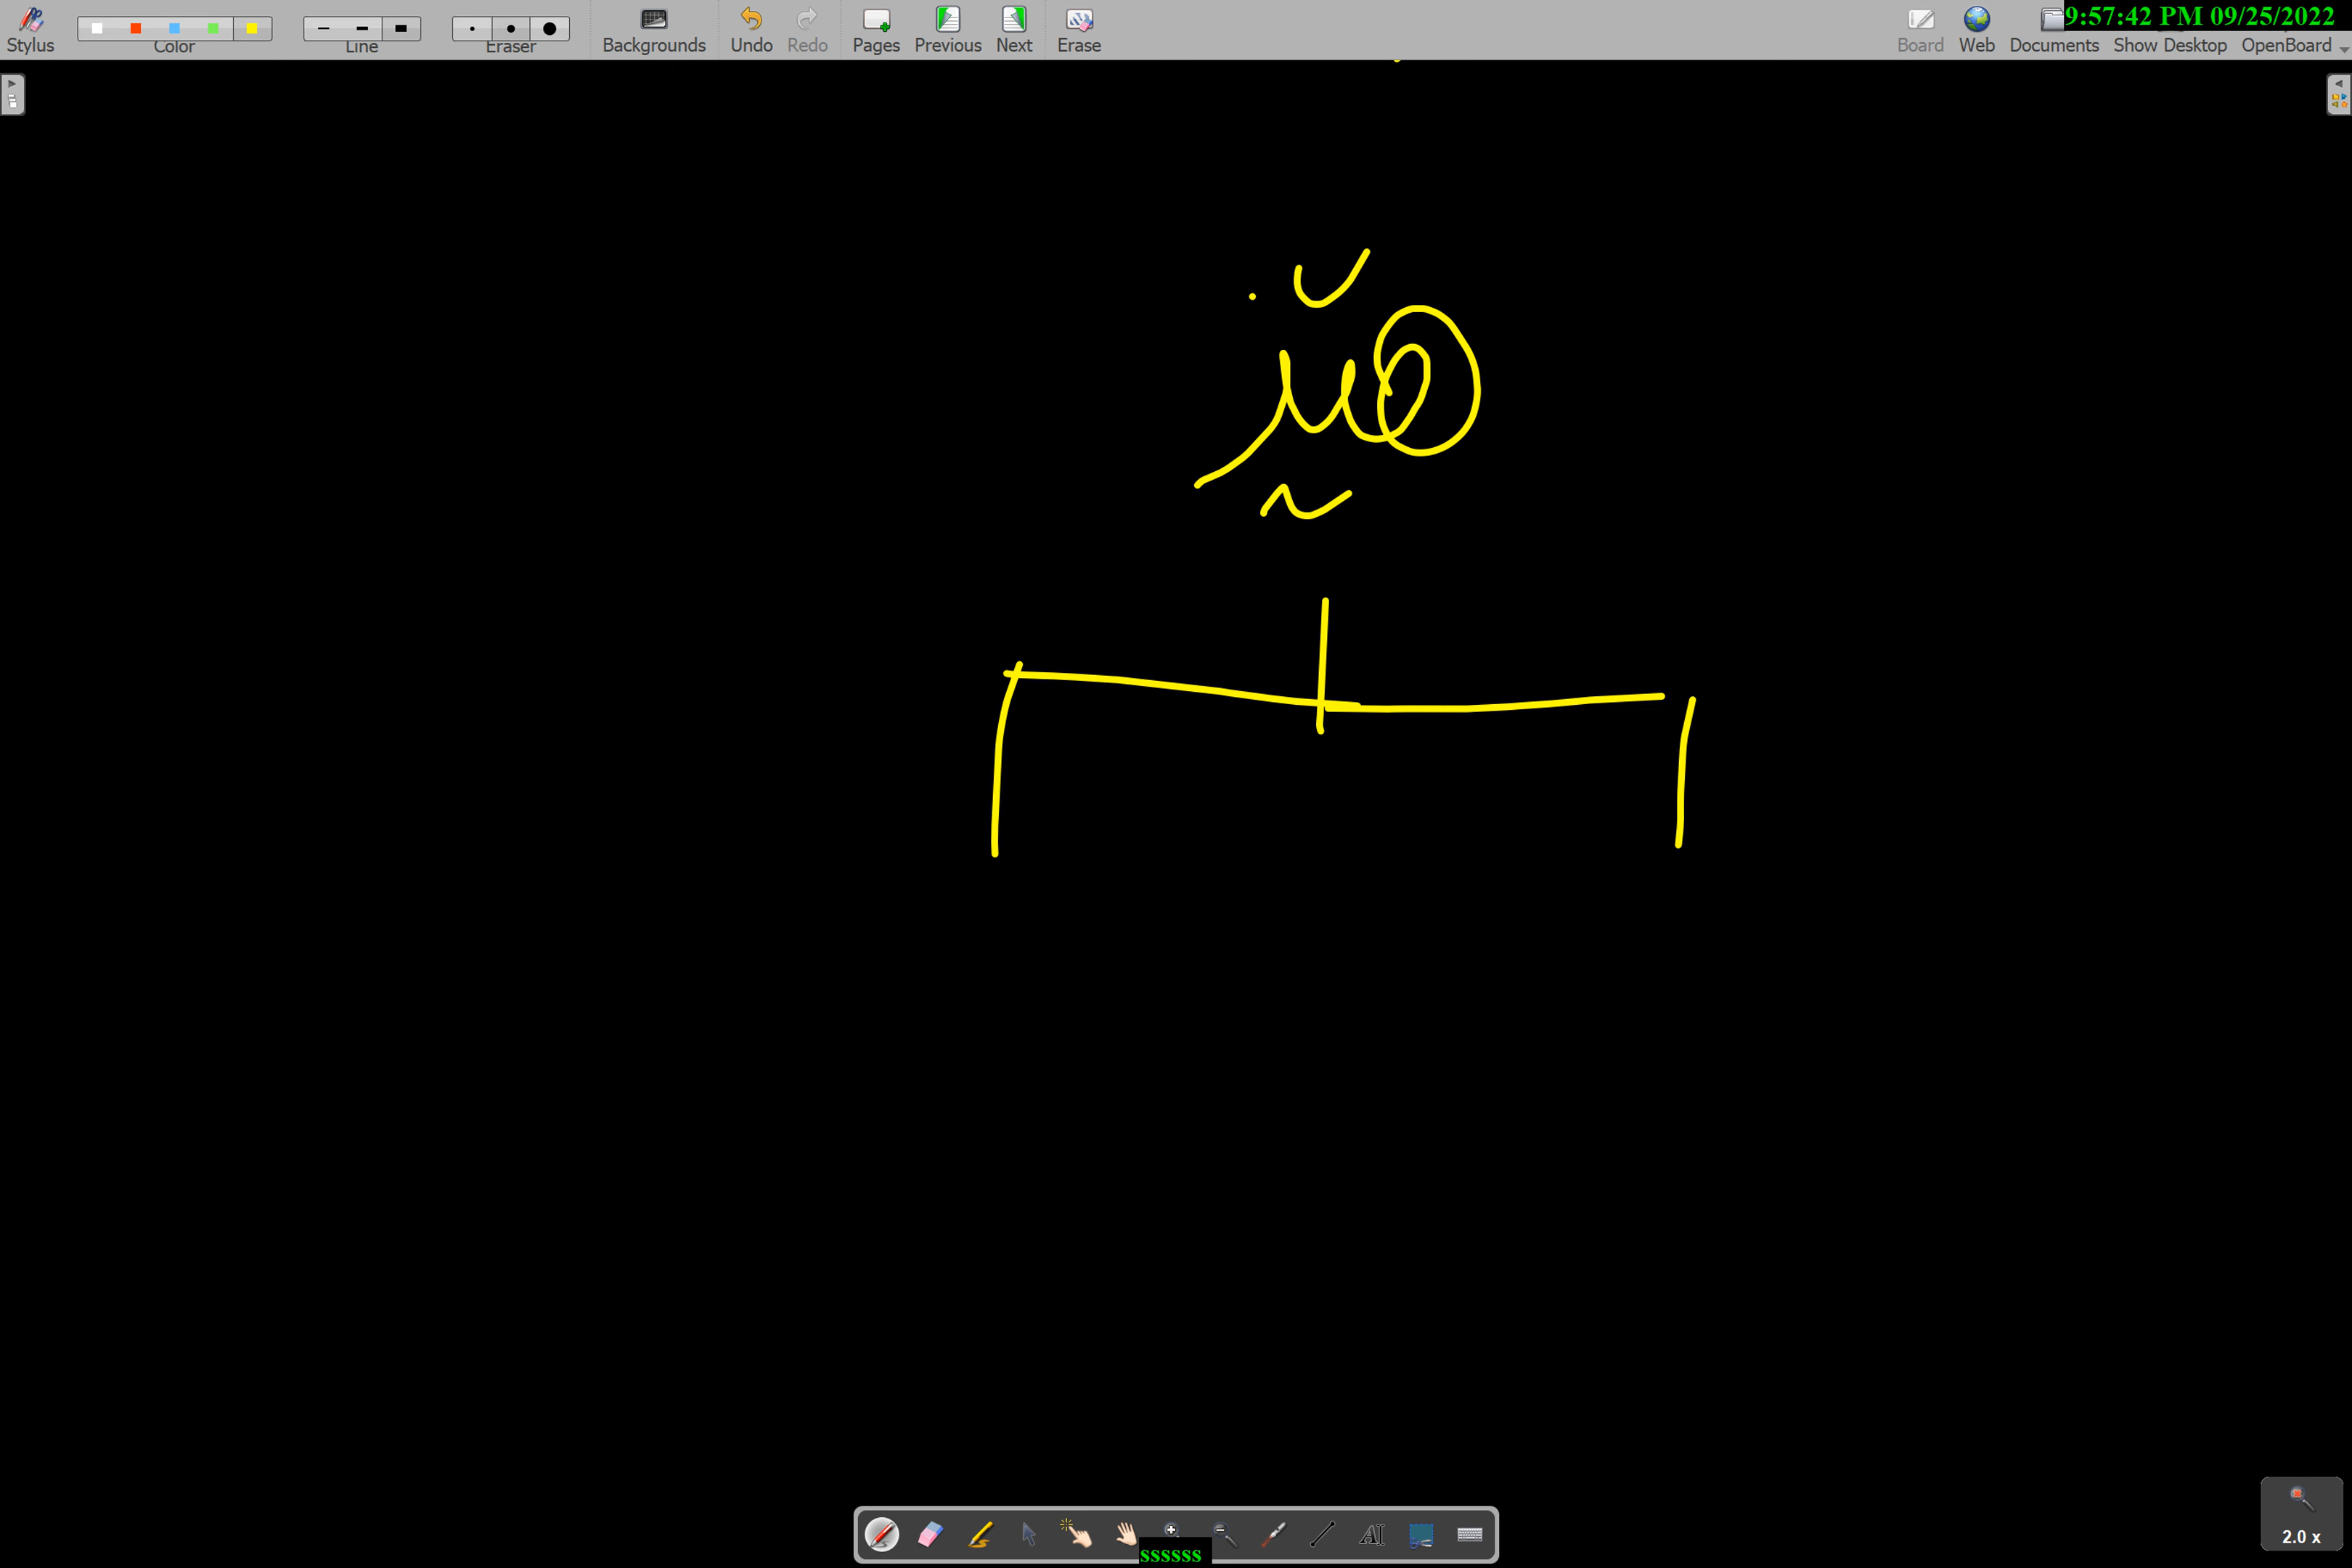 9:57:42 PM 09/25/2022
Stylus Color Line Eraser Backgrounds Undo Redo Pages Previous Next Erase Board Web Documents Show Desktop OpenBoard
ssssss
2.0 x